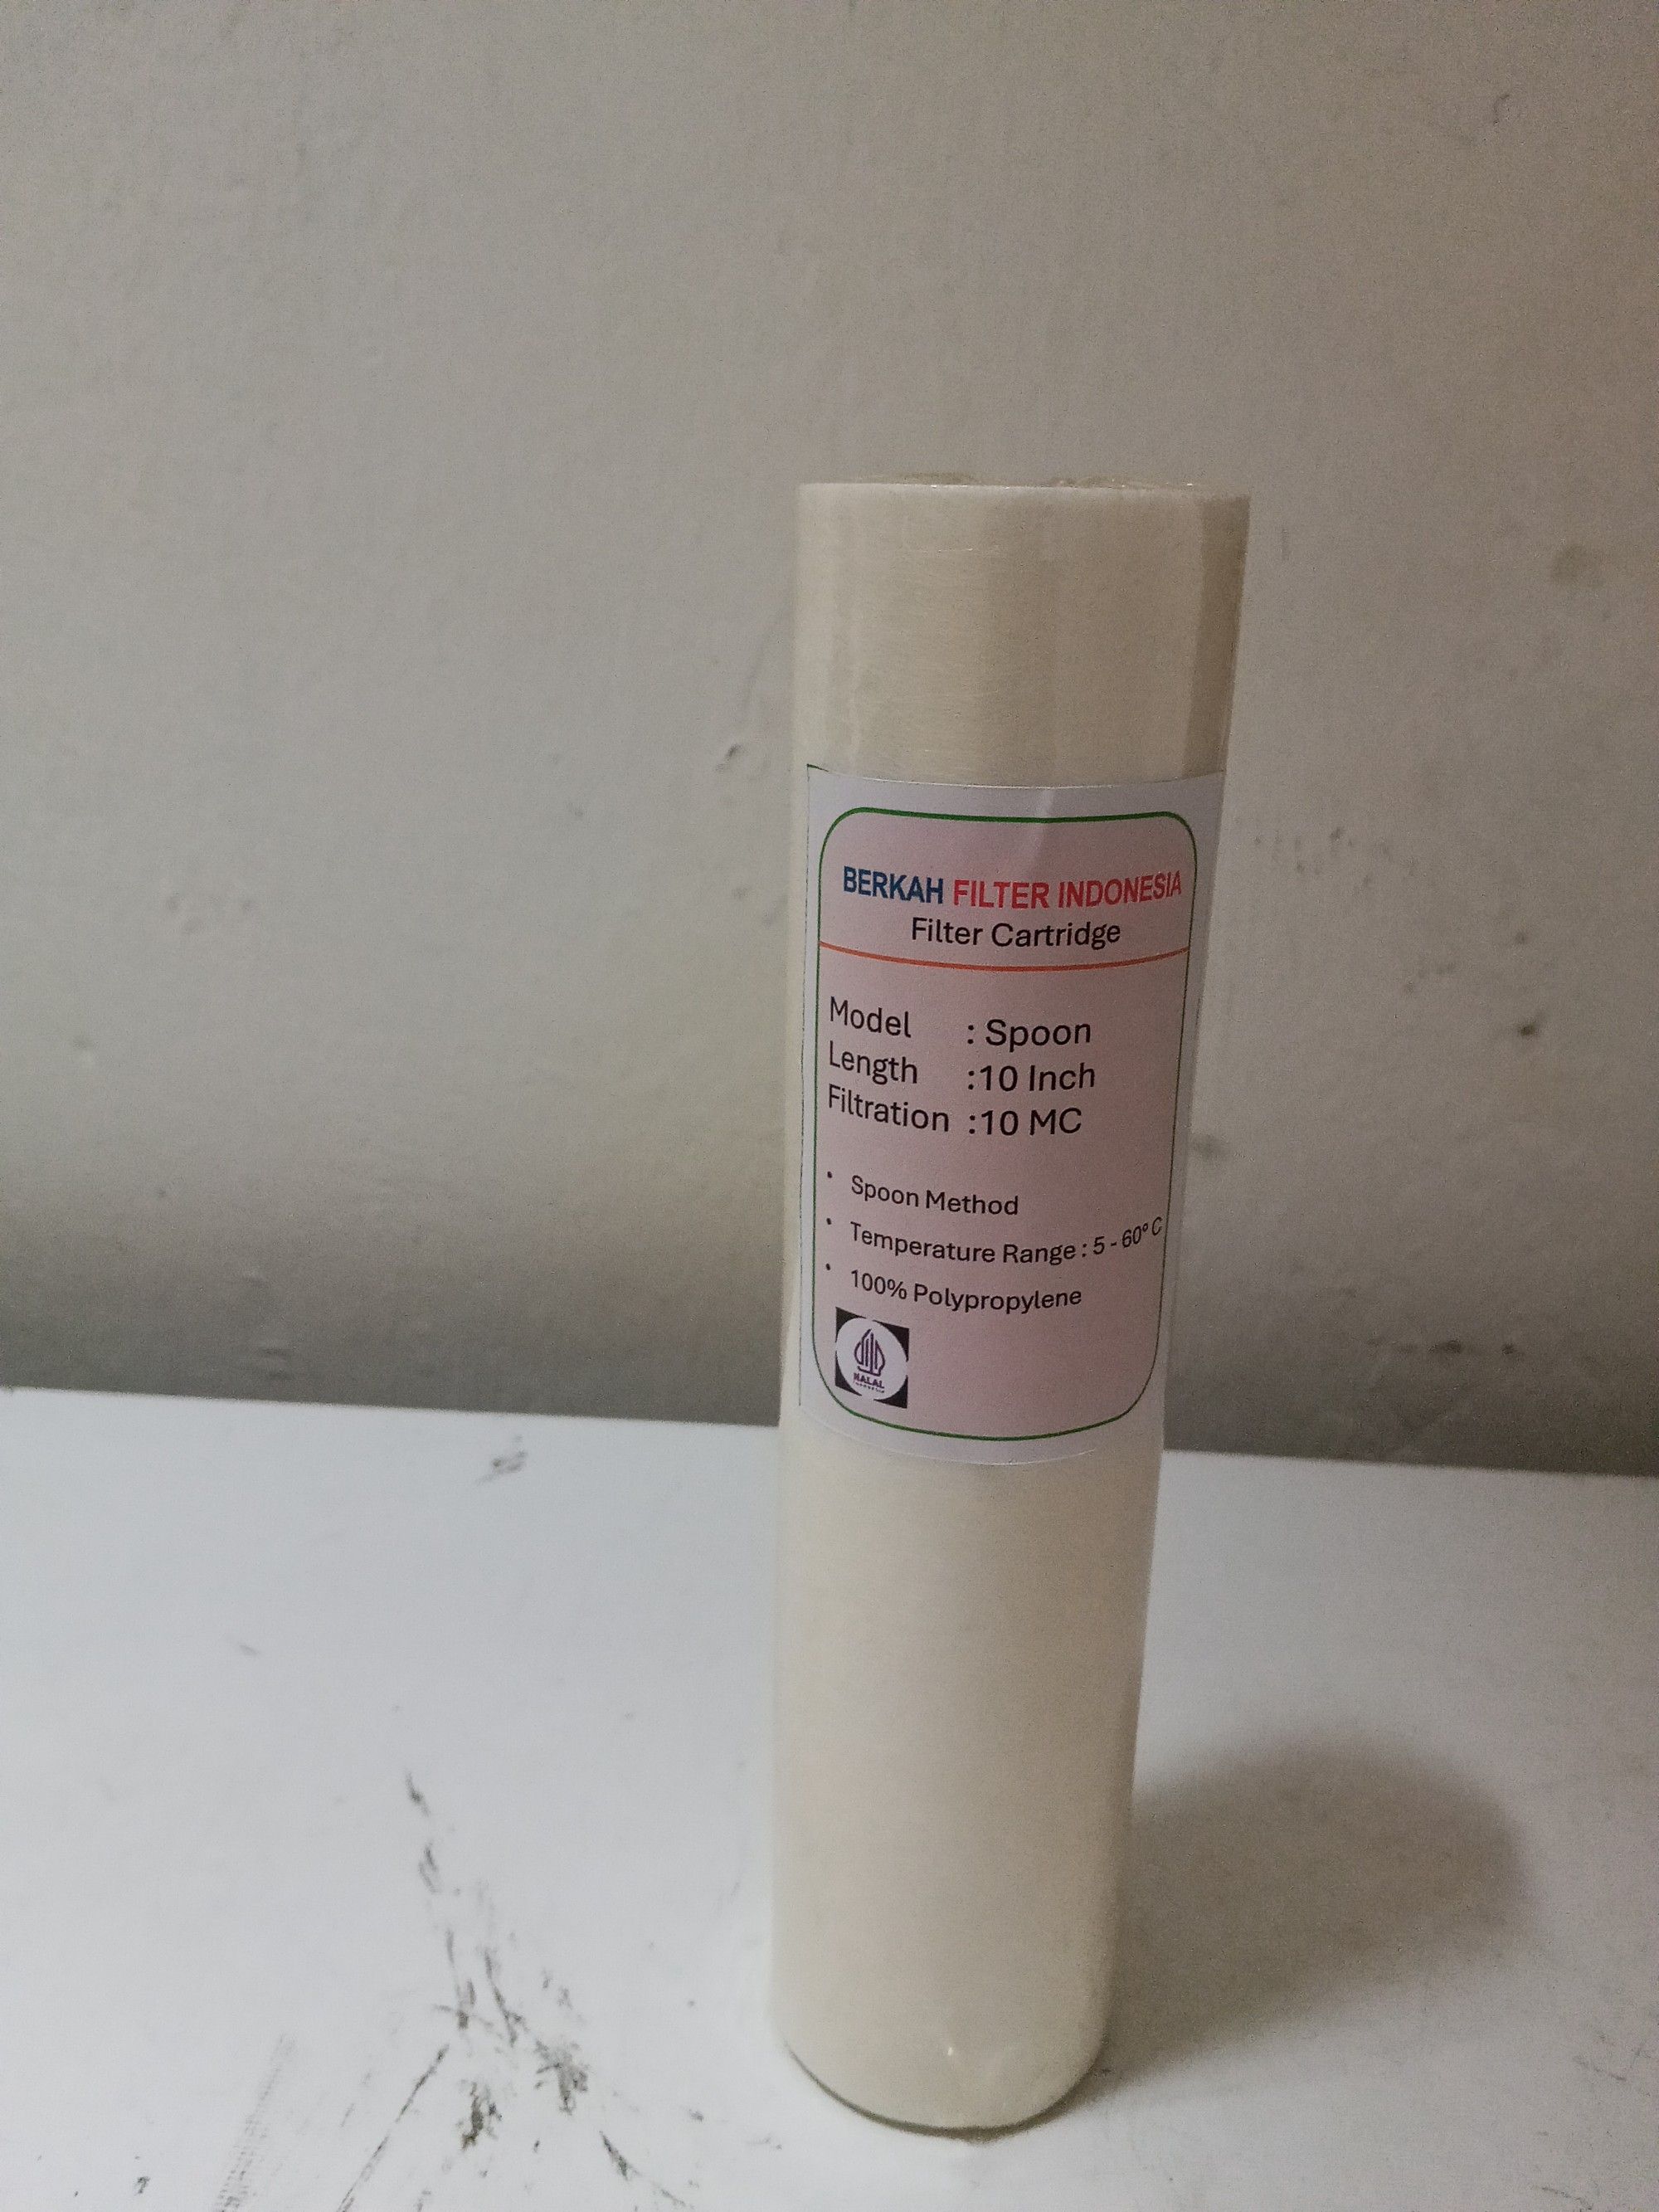 BERKAH FILTER INDONESIA
Filter Cartridge
Model : Spoon
Length :10 Inch
Filtration :10 MC
• Spoon Method
• Temperature Range : 5 - 60° C
• 100% Polypropylene
HALAL
INDONESIA